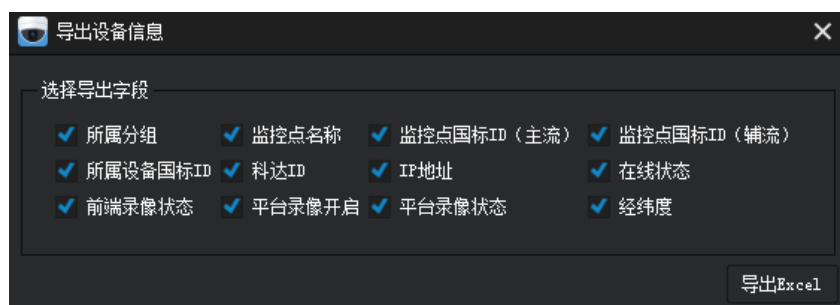 导出设备信息
选择导出字段
所属分组 监控点名称 监控点国标ID（主流） 监控点国标ID（辅流）
所属设备国标ID 科达ID IP地址 在线状态
前端录像状态 平台录像开启 平台录像状态 经纬度
导出Excel